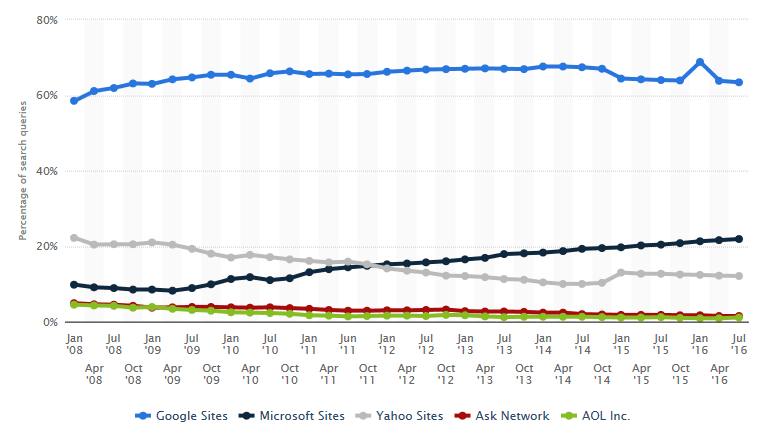 80%
60%
40%
20%
0%
Percentage of search queries
Jan '08
Apr '08
Jul '08
Oct '08
Jan '09
Apr '09
Jul '09
Oct '09
Jan '10
Apr '10
Jul '10
Oct '10
Jan '11
Apr '11
Jun '11
Oct '11
Jan '12
Apr '12
Jul '12
Oct '12
Jan '13
Apr '13
Jul '13
Oct '13
Jan '14
Apr '14
Jul '14
Oct '14
Jan '15
Apr '15
Jul '15
Oct '15
Jan '16
Apr '16
Jul '16
Google Sites
Microsoft Sites
Yahoo Sites
Ask Network
AOL Inc.